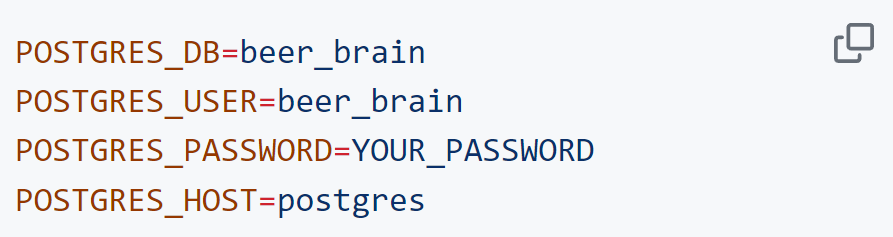 POSTGRES_DB=beer_brain
POSTGRES_USER=beer_brain
POSTGRES_PASSWORD=YOUR_PASSWORD
POSTGRES_HOST=postgres